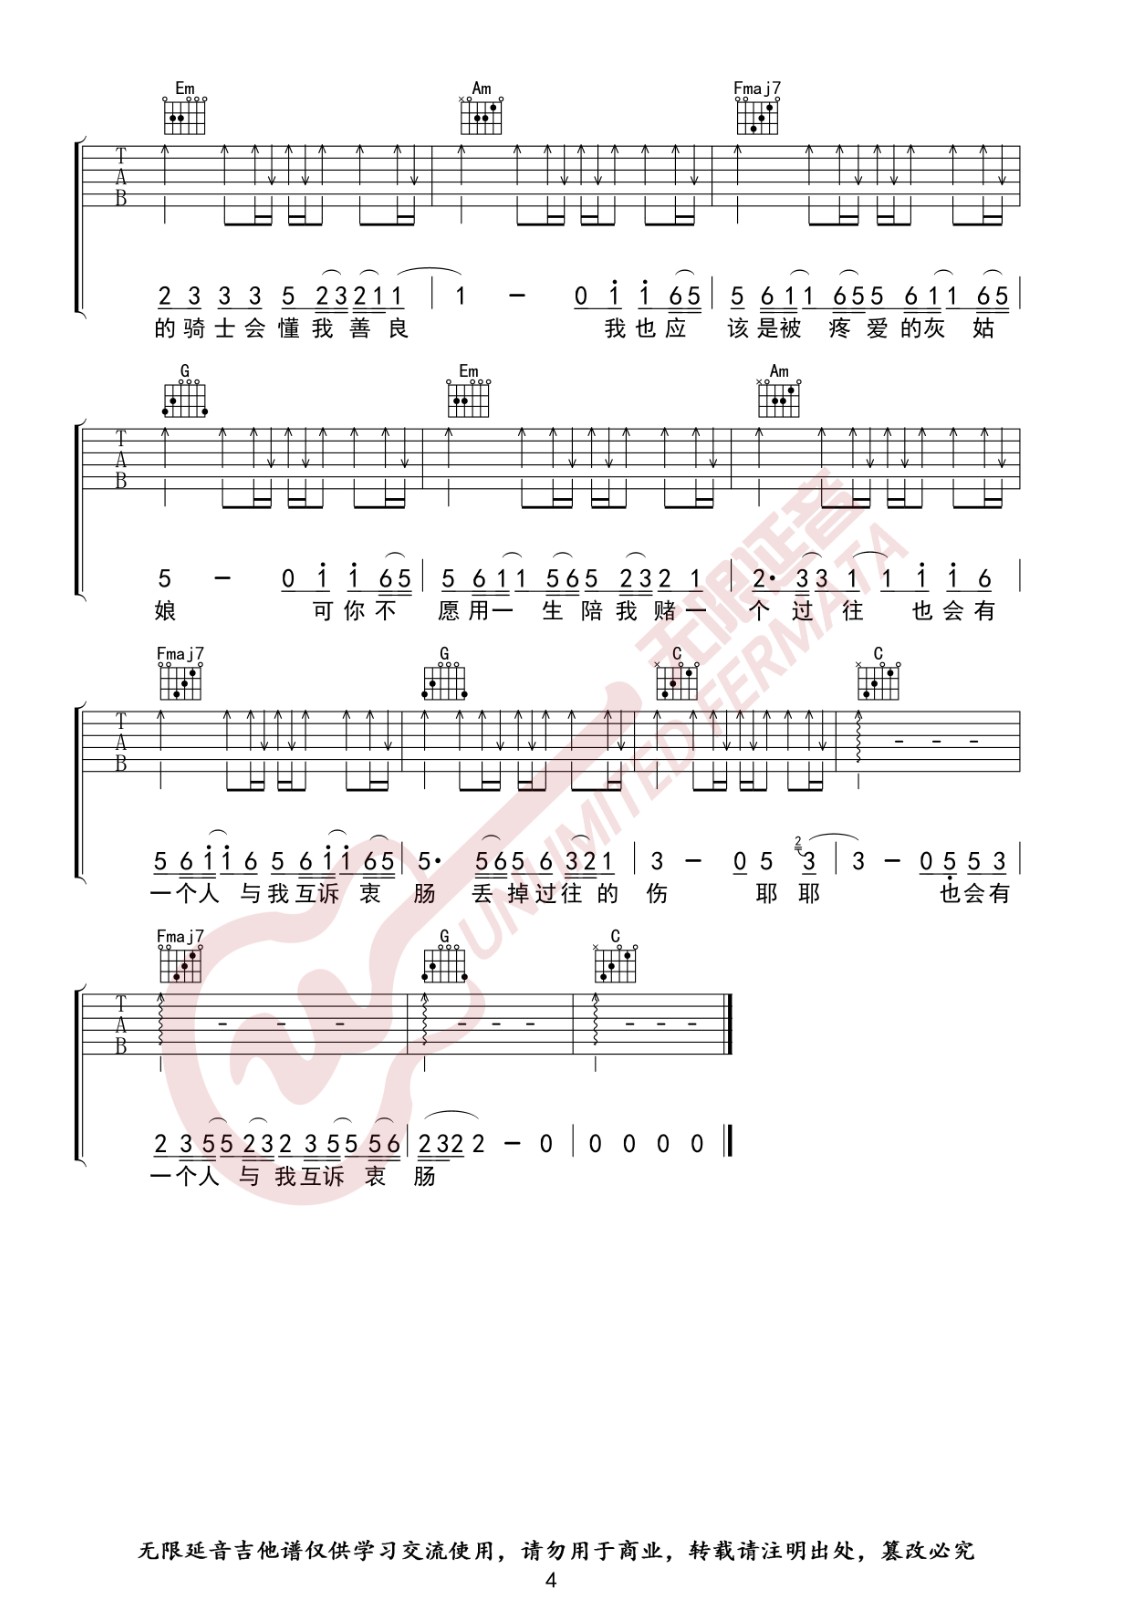 Em Am Fmaj7
T
A
B
2 3 3 3 5 2 3 2 1 1 | 1 - 0 1 1 6 5 | 5 6 1 1 6 5 5 6 1 1 6 5 |
的骑士会懂我善良 我也应 该是被疼爱的灰姑
G Em Am
T
A
B
5 - 0 1 1 6 5 | 5 6 1 1 5 6 5 2 3 2 1 | 2· 3 3 1 1 1 1 6 |
娘 可你不 愿用一生陪我赌一 个过往 也会有
Fmaj7 G C C
T
A
B
5 6 1 1 6 5 6 1 1 6 5 | 5· 5 6 5 6 3 2 1 | 3 - 0 5 2 3 | 3 - 0 5 5 3 |
一个人与我互诉衷 肠 丢掉过往的 伤 耶耶 也会有
Fmaj7 G C
T
A
B
2 3 5 5 2 3 2 3 5 5 5 6 | 2 3 2 2 - 0 | 0 0 0 0
一个人与我互诉衷 肠
无限延音
UNLIMITED FERMATA
无限延音吉他谱仅供学习交流使用，请勿用于商业，转载请注明出处，篡改必究
4